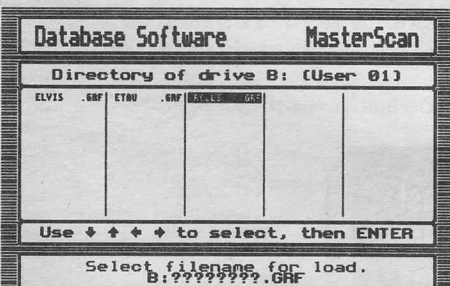 Database Software MasterScan
Directory of drive B: (User 01)
ELVIS .GRF ETAU .GRF .GRF
Use ↓ ↑ ← → to select, then ENTER
Select filename for load.
B:????????.GRF